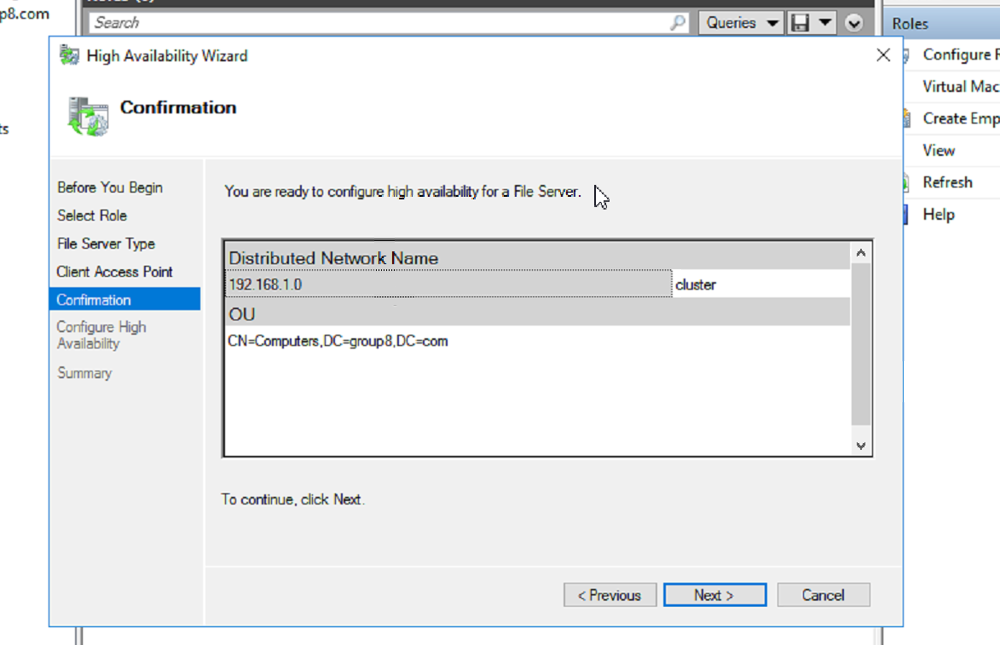 p8.com
Search
Queries
Roles
High Availability Wizard
Configure R
Virtual Mac
Confirmation
Create Emp
ts
View
Before You Begin
Refresh
You are ready to configure high availability for a File Server.
Select Role
Help
File Server Type
Distributed Network Name
Client Access Point
192.168.1.0 cluster
Confirmation
OU
Configure High
Availability
CN=Computers,DC=group8,DC=com
Summary
To continue, click Next.
< Previous
Next >
Cancel